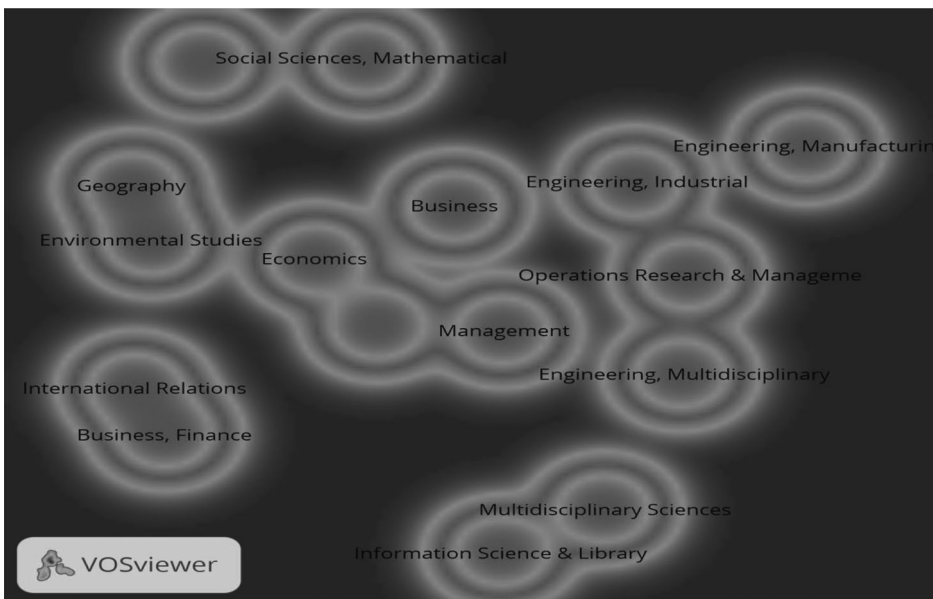 Social Sciences, Mathematical
Engineering, Manufacturin
Engineering, Industrial
Geography
Business
Environmental Studies
Economics
Operations Research & Manageme
Management
Engineering, Multidisciplinary
International Relations
Business, Finance
Multidisciplinary Sciences
Information Science & Library
VOSviewer